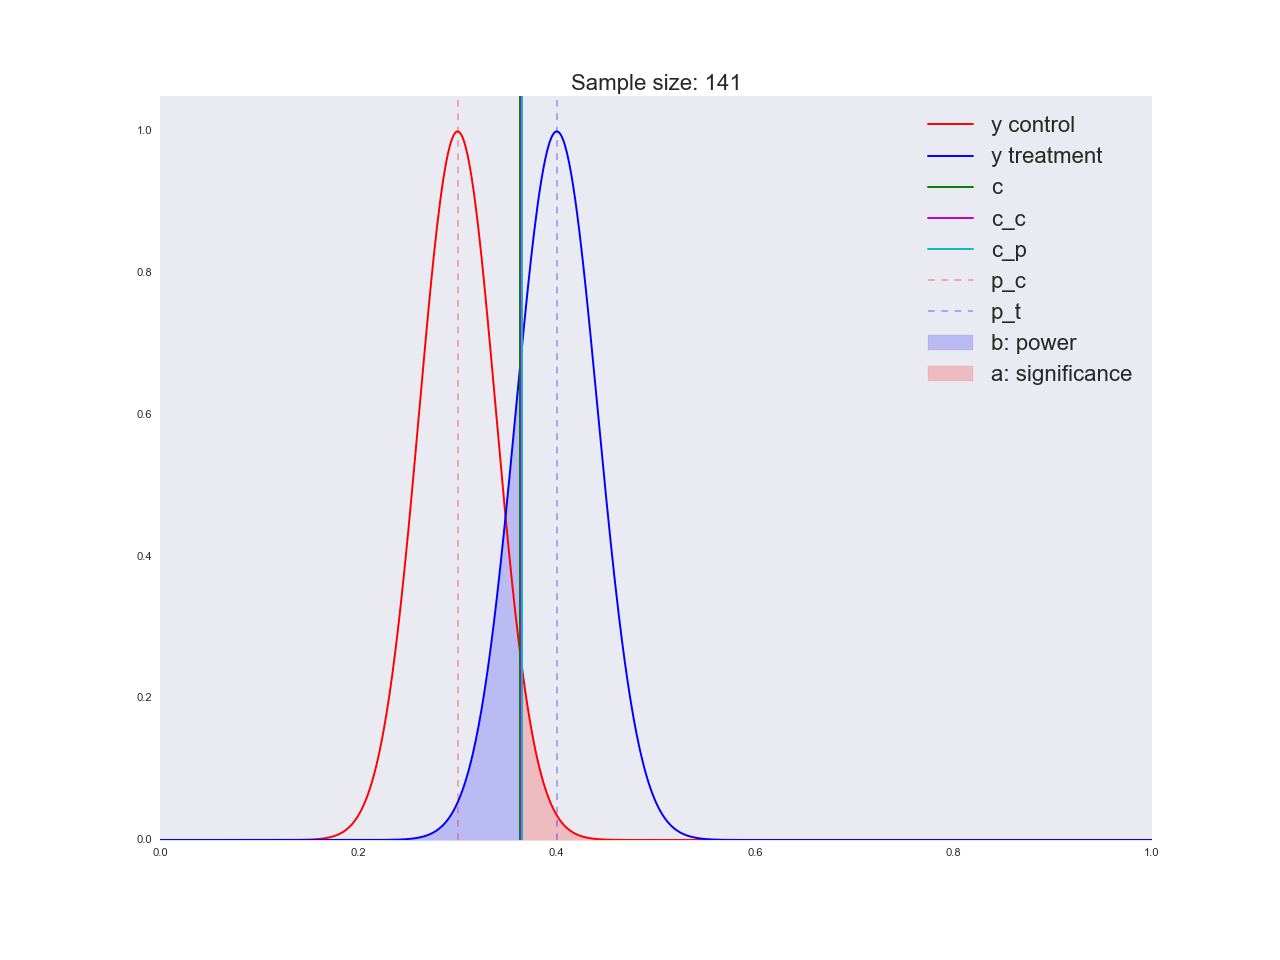 Sample size: 141
1.0
0.8
0.6
0.4
0.2
0.0
0.0 0.2 0.4 0.6 0.8 1.0
y control
y treatment
c
c_c
c_p
p_c
p_t
b: power
a: significance